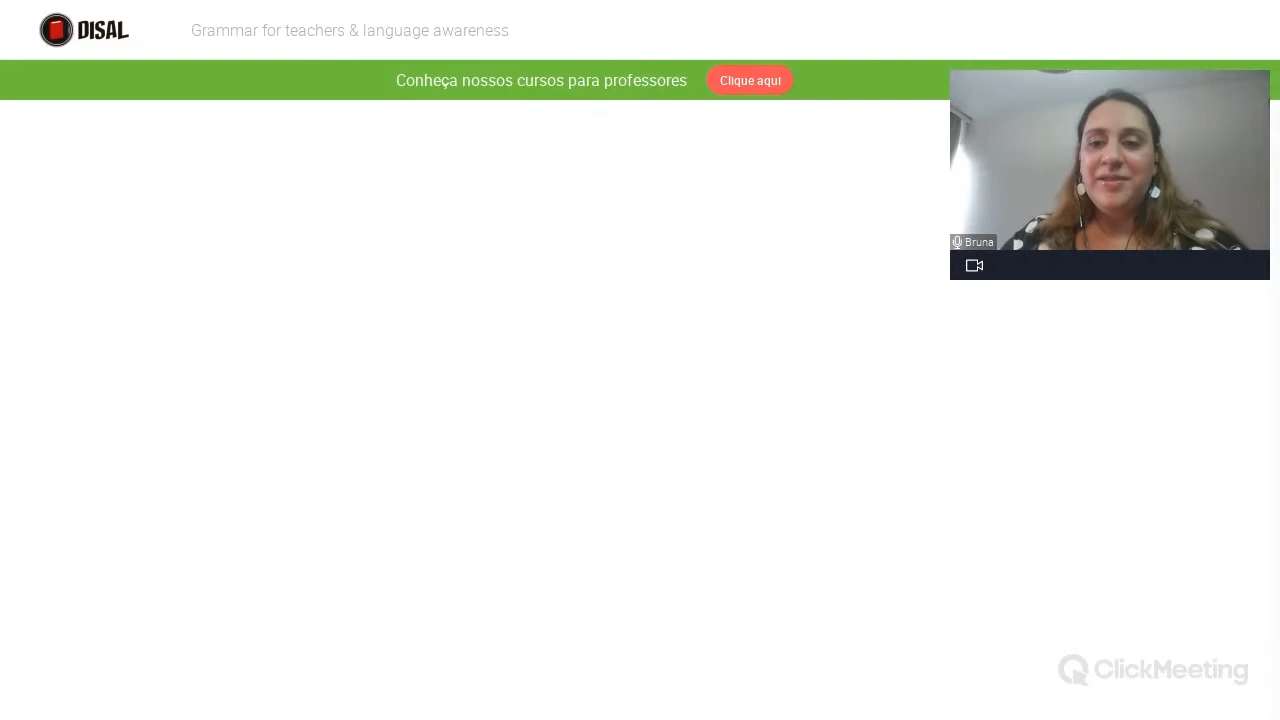 DISAL
Grammar for teachers & language awareness
Conheça nossos cursos para professores
Clique aqui
Bruna
ClickMeeting